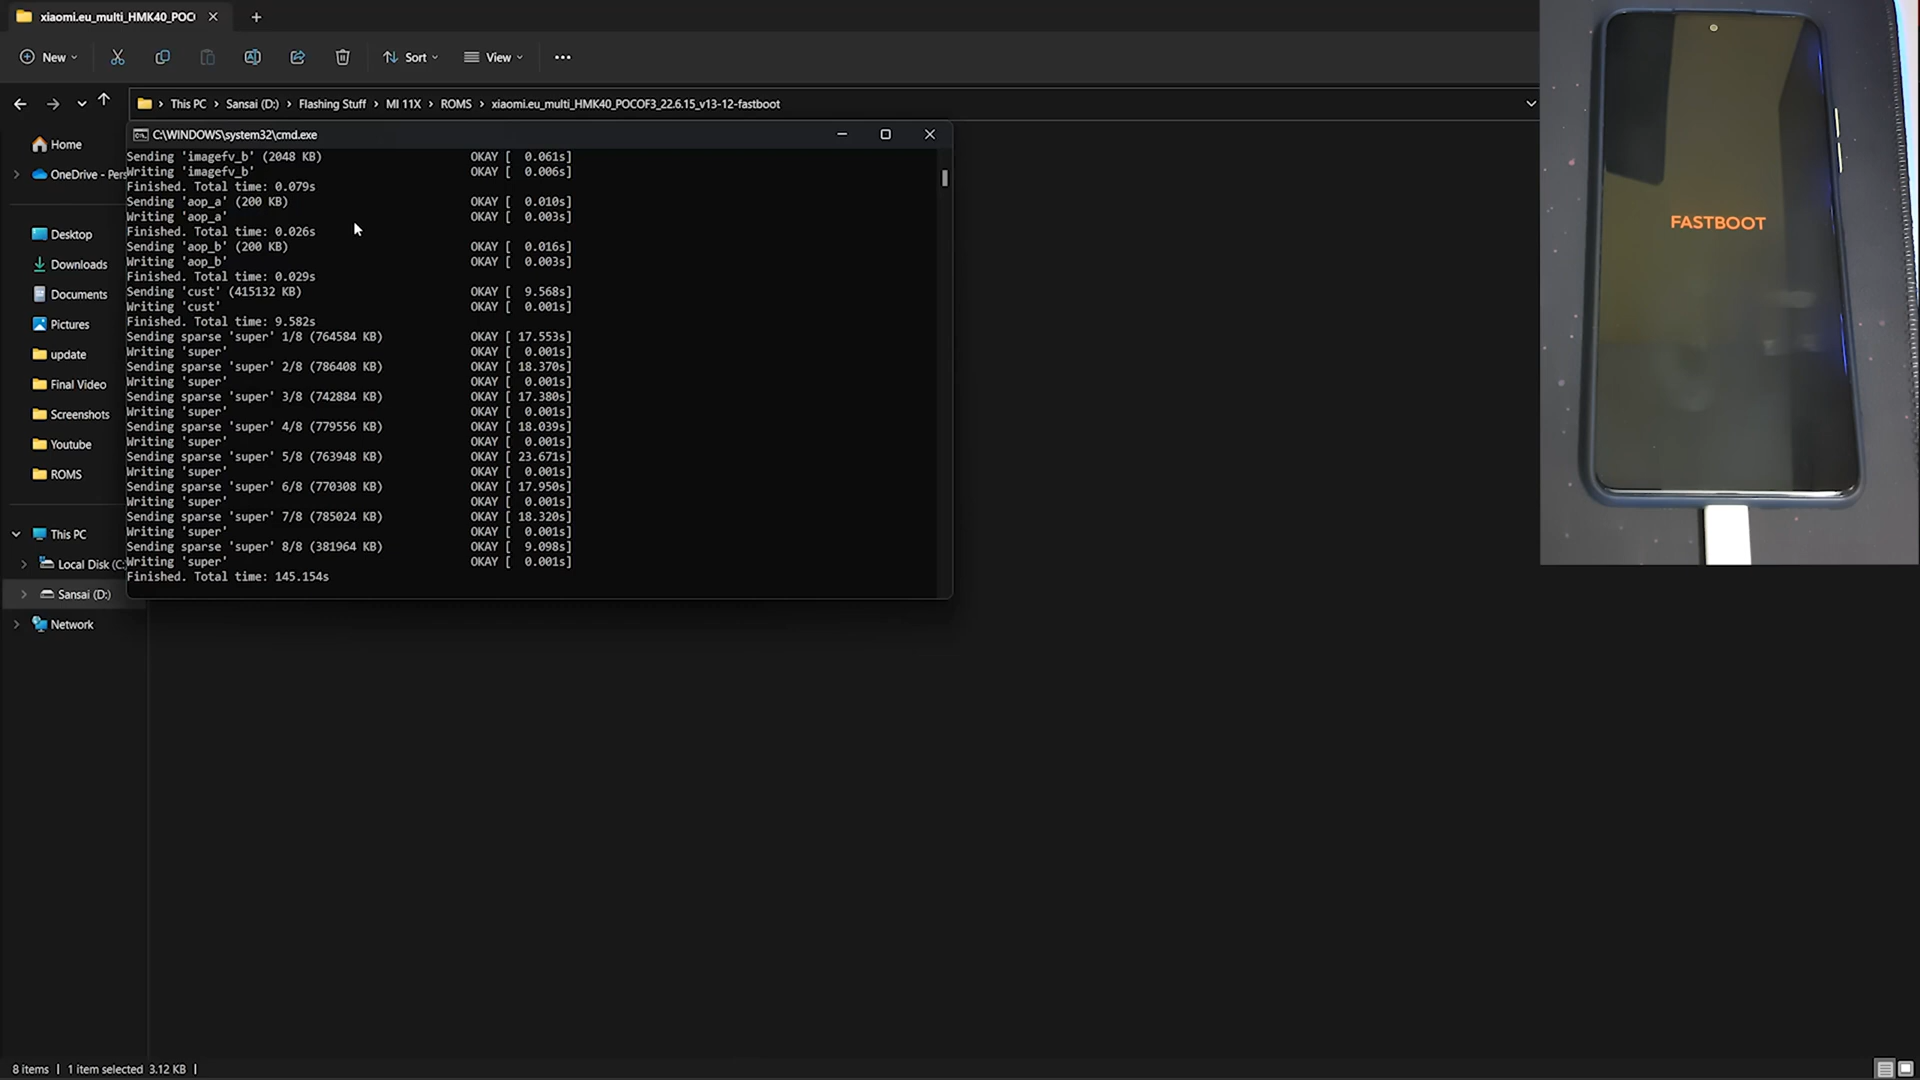 xiaomi.eu_multi_HMK40_POCO
New
Sort
View
This PC > Sansai (D:) > Flashing Stuff > MI 11X > ROMS > xiaomi.eu_multi_HMK40_POCOF3_22.6.15_v13-12-fastboot
Home
OneDrive - Pers
Desktop
Downloads
Documents
Pictures
update
Final Video
Screenshots
Youtube
ROMS
This PC
Local Disk (C:
Sansai (D:)
Network
C:\WINDOWS\system32\cmd.exe
Sending 'imagefv_b' (2048 KB) OKAY [ 0.061s]
Writing 'imagefv_b' OKAY [ 0.006s]
Finished. Total time: 0.079s
Sending 'aop_a' (200 KB) OKAY [ 0.010s]
Writing 'aop_a' OKAY [ 0.003s]
Finished. Total time: 0.026s
Sending 'aop_b' (200 KB) OKAY [ 0.016s]
Writing 'aop_b' OKAY [ 0.003s]
Finished. Total time: 0.029s
Sending 'cust' (415132 KB) OKAY [ 9.568s]
Writing 'cust' OKAY [ 0.001s]
Finished. Total time: 9.582s
Sending sparse 'super' 1/8 (764584 KB) OKAY [ 17.553s]
Writing 'super' OKAY [ 0.001s]
Sending sparse 'super' 2/8 (786408 KB) OKAY [ 18.370s]
Writing 'super' OKAY [ 0.001s]
Sending sparse 'super' 3/8 (742884 KB) OKAY [ 17.380s]
Writing 'super' OKAY [ 0.001s]
Sending sparse 'super' 4/8 (779556 KB) OKAY [ 18.039s]
Writing 'super' OKAY [ 0.001s]
Sending sparse 'super' 5/8 (763948 KB) OKAY [ 23.671s]
Writing 'super' OKAY [ 0.001s]
Sending sparse 'super' 6/8 (770308 KB) OKAY [ 17.950s]
Writing 'super' OKAY [ 0.001s]
Sending sparse 'super' 7/8 (785024 KB) OKAY [ 18.320s]
Writing 'super' OKAY [ 0.001s]
Sending sparse 'super' 8/8 (381964 KB) OKAY [ 9.098s]
Writing 'super' OKAY [ 0.001s]
Finished. Total time: 145.154s
FASTBOOT
8 items | 1 item selected 3.12 KB |